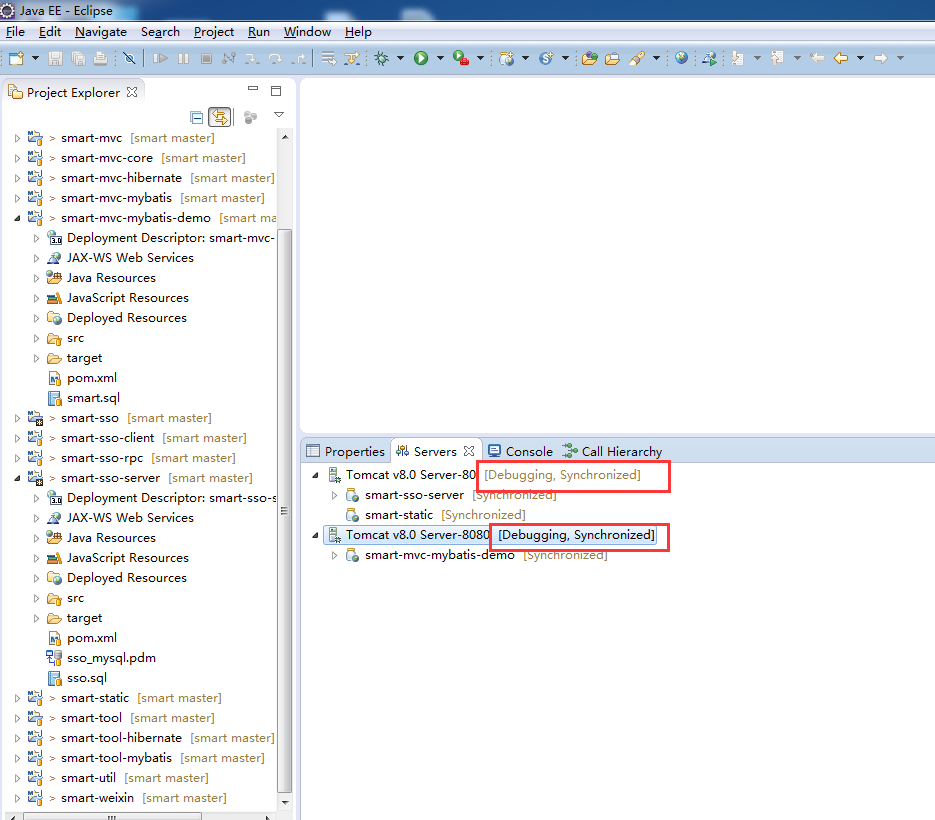 Java EE - Eclipse
File Edit Navigate Search Project Run Window Help
Project Explorer
> smart-mvc [smart master]
> smart-mvc-core [smart master]
> smart-mvc-hibernate [smart master]
> smart-mvc-mybatis [smart master]
> smart-mvc-mybatis-demo [smart ma
Deployment Descriptor: smart-mvc-
JAX-WS Web Services
Java Resources
JavaScript Resources
Deployed Resources
src
target
pom.xml
smart.sql
> smart-sso [smart master]
> smart-sso-client [smart master]
> smart-sso-rpc [smart master]
> smart-sso-server [smart master]
Deployment Descriptor: smart-sso-s
JAX-WS Web Services
Java Resources
JavaScript Resources
Deployed Resources
src
target
pom.xml
sso_mysql.pdm
sso.sql
> smart-static [smart master]
> smart-tool [smart master]
> smart-tool-hibernate [smart master]
> smart-tool-mybatis [smart master]
> smart-util [smart master]
> smart-weixin [smart master]
Properties Servers Console Call Hierarchy
Tomcat v8.0 Server-80 [Debugging, Synchronized]
smart-sso-server [Synchronized]
smart-static [Synchronized]
Tomcat v8.0 Server-8080 [Debugging, Synchronized]
smart-mvc-mybatis-demo [Synchronized]